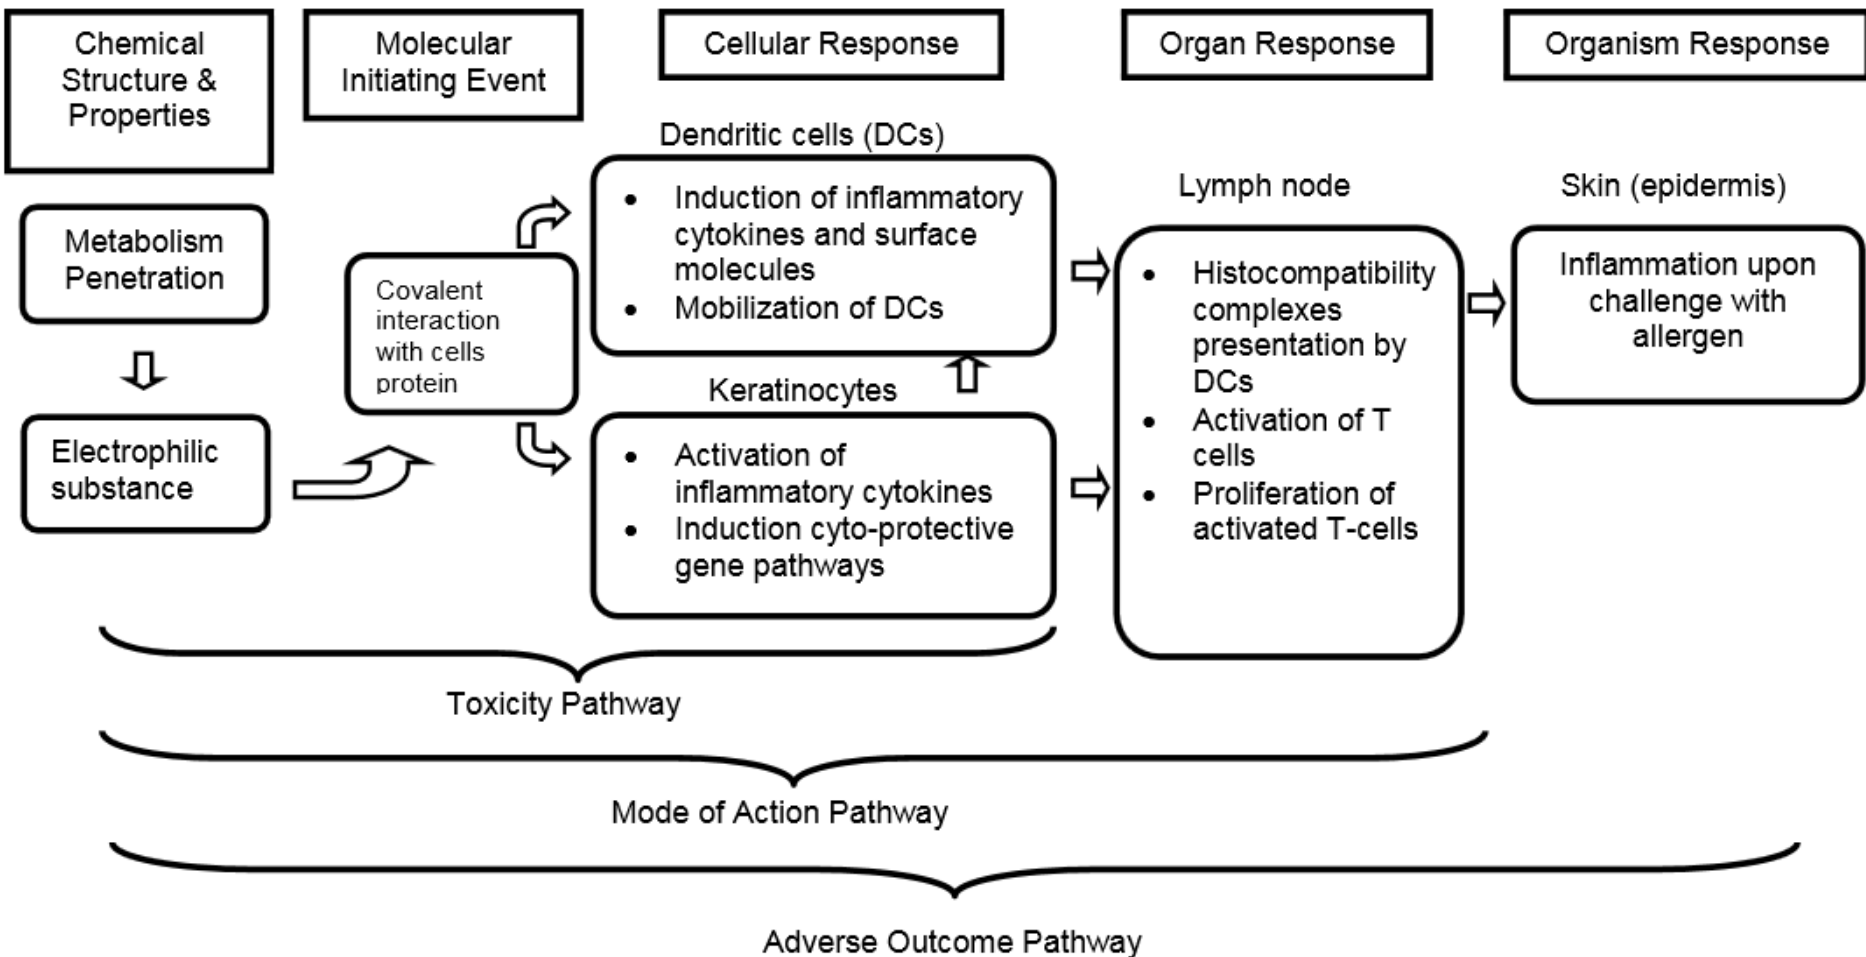 Chemical
Structure &
Properties
Molecular
Initiating Event
Cellular Response
Organ Response
Organism Response
Metabolism
Penetration
Electrophilic
substance
Covalent
interaction
with cells
protein
Dendritic cells (DCs)
• Induction of inflammatory
cytokines and surface
molecules
• Mobilization of DCs
Keratinocytes
• Activation of
inflammatory cytokines
• Induction cyto-protective
gene pathways
Lymph node
• Histocompatibility
complexes
presentation by
DCs
• Activation of T
cells
• Proliferation of
activated T-cells
Skin (epidermis)
Inflammation upon
challenge with
allergen
Toxicity Pathway
Mode of Action Pathway
Adverse Outcome Pathway